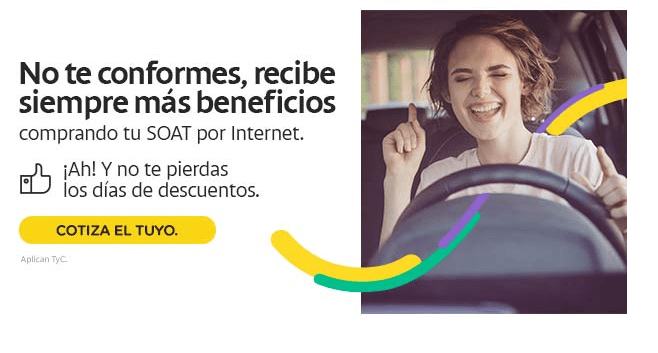 No te conformes, recibe
siempre más beneficios
comprando tu SOAT por Internet.
¡Ah! Y no te pierdas
los días de descuentos.
COTIZA EL TUYO.
Aplican TyC.